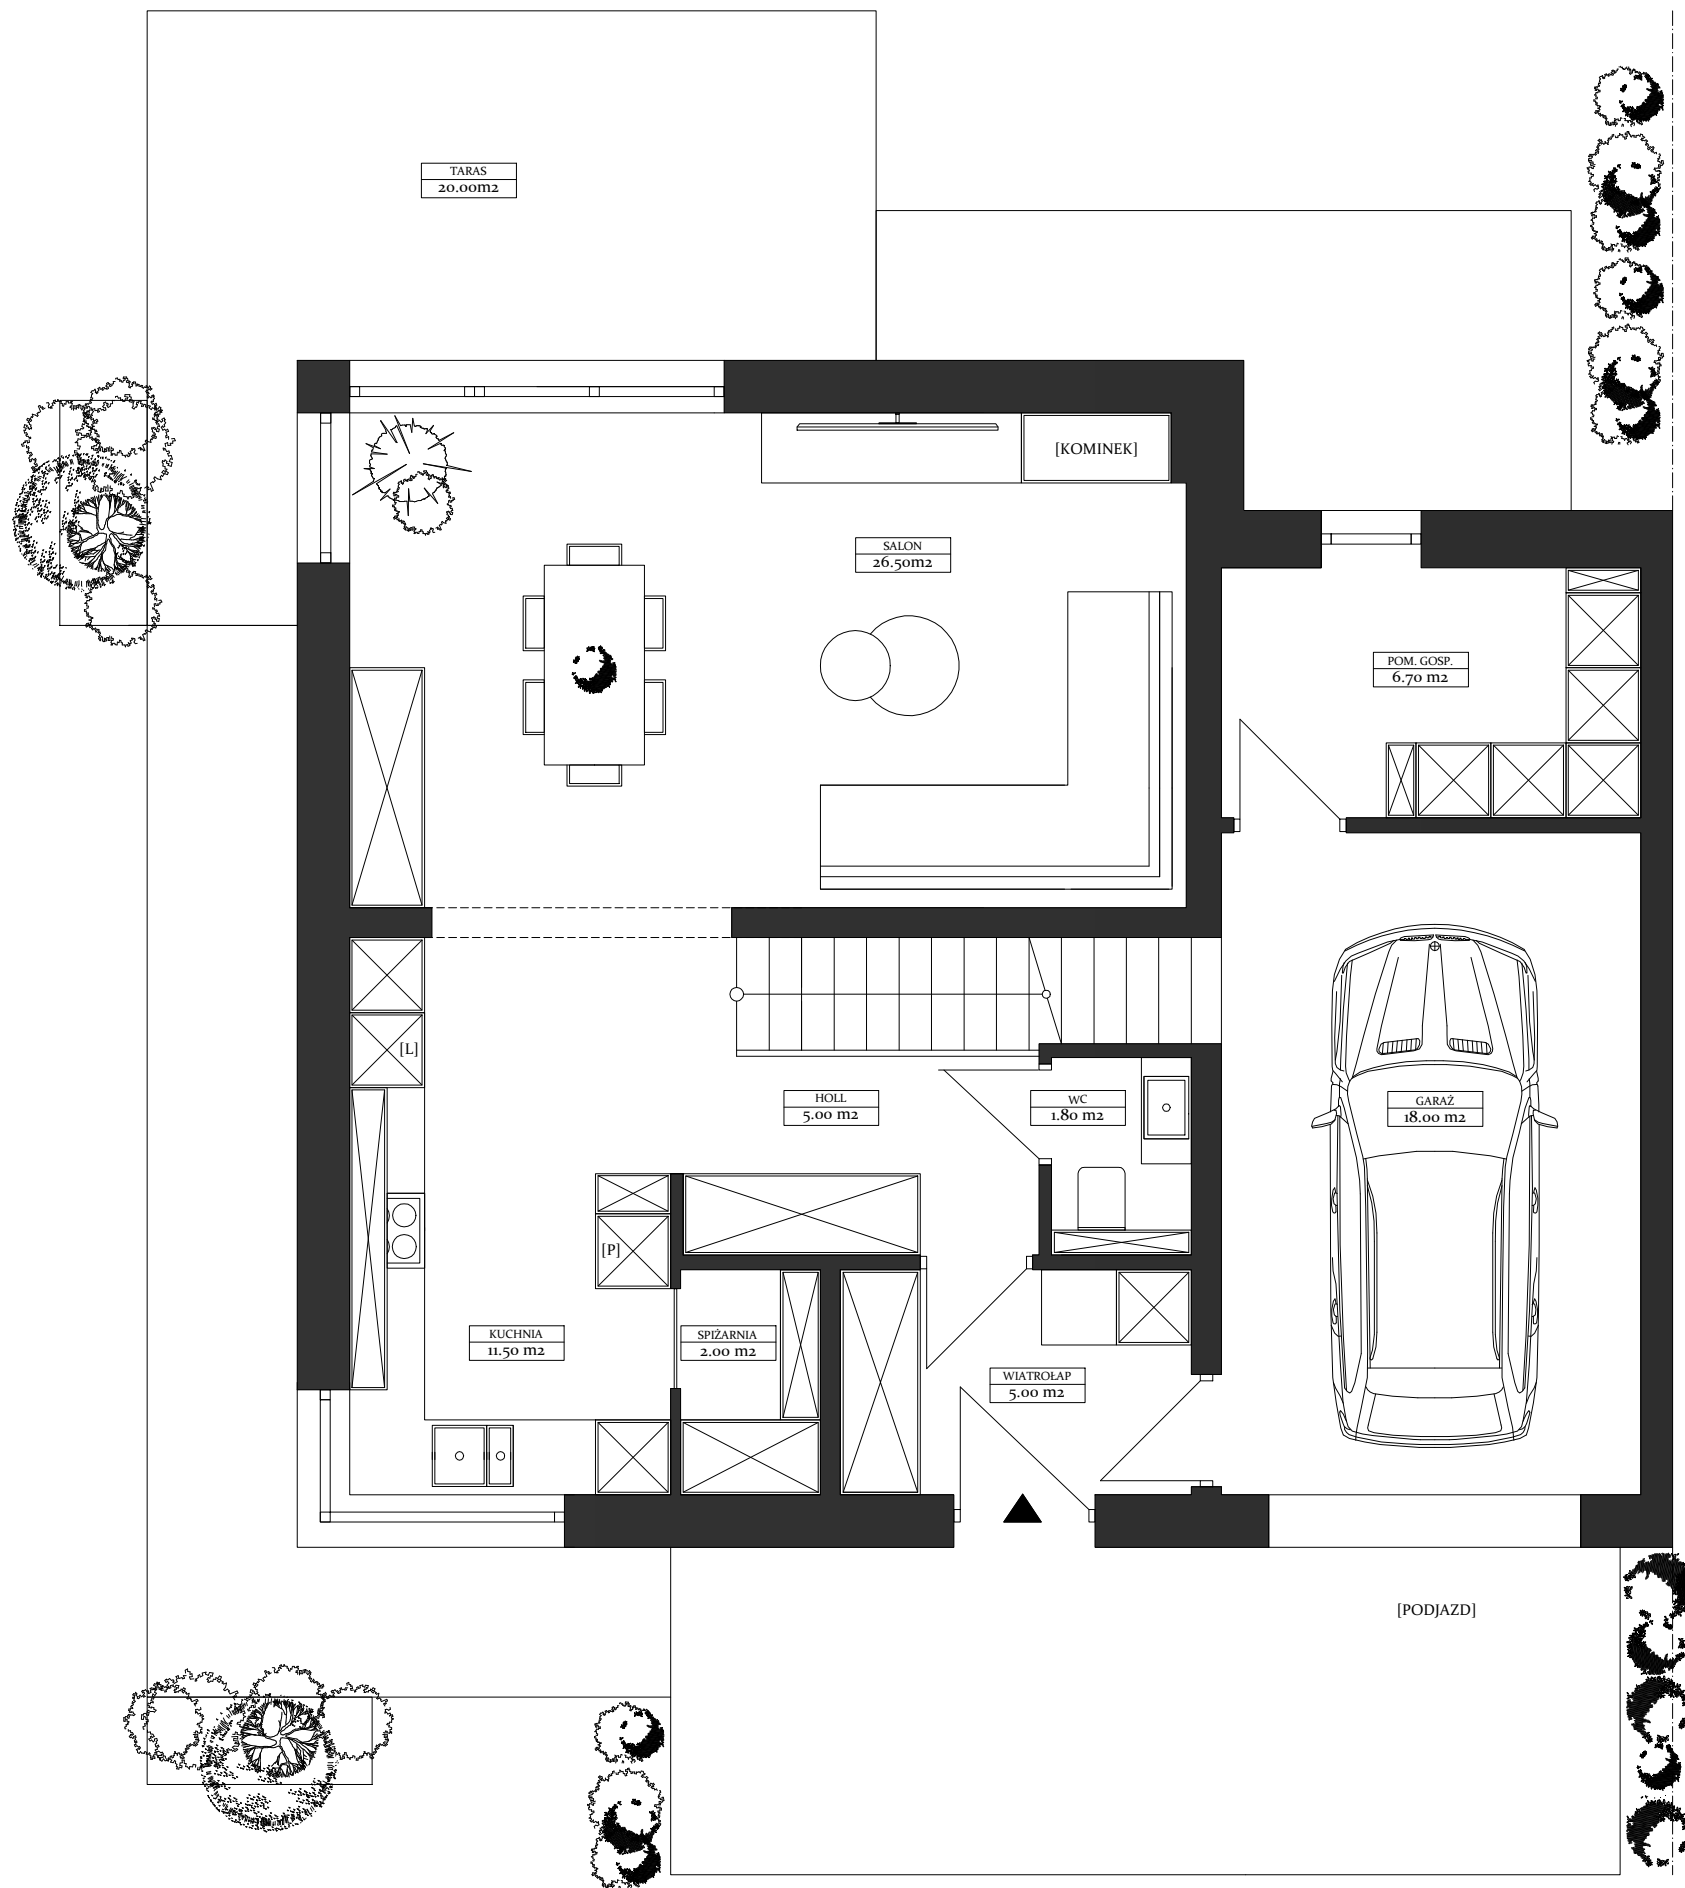 TARAS
20.00m2
[KOMINEK]
SALON
26.50m2
POM. GOSP.
6.70 m2
[L]
HOLL
5.00 m2
WC
1.80 m2
GARAŻ
18.00 m2
[P]
KUCHNIA
11.50 m2
SPIŻARNIA
2.00 m2
WIATROŁAP
5.00 m2
[PODJAZD]